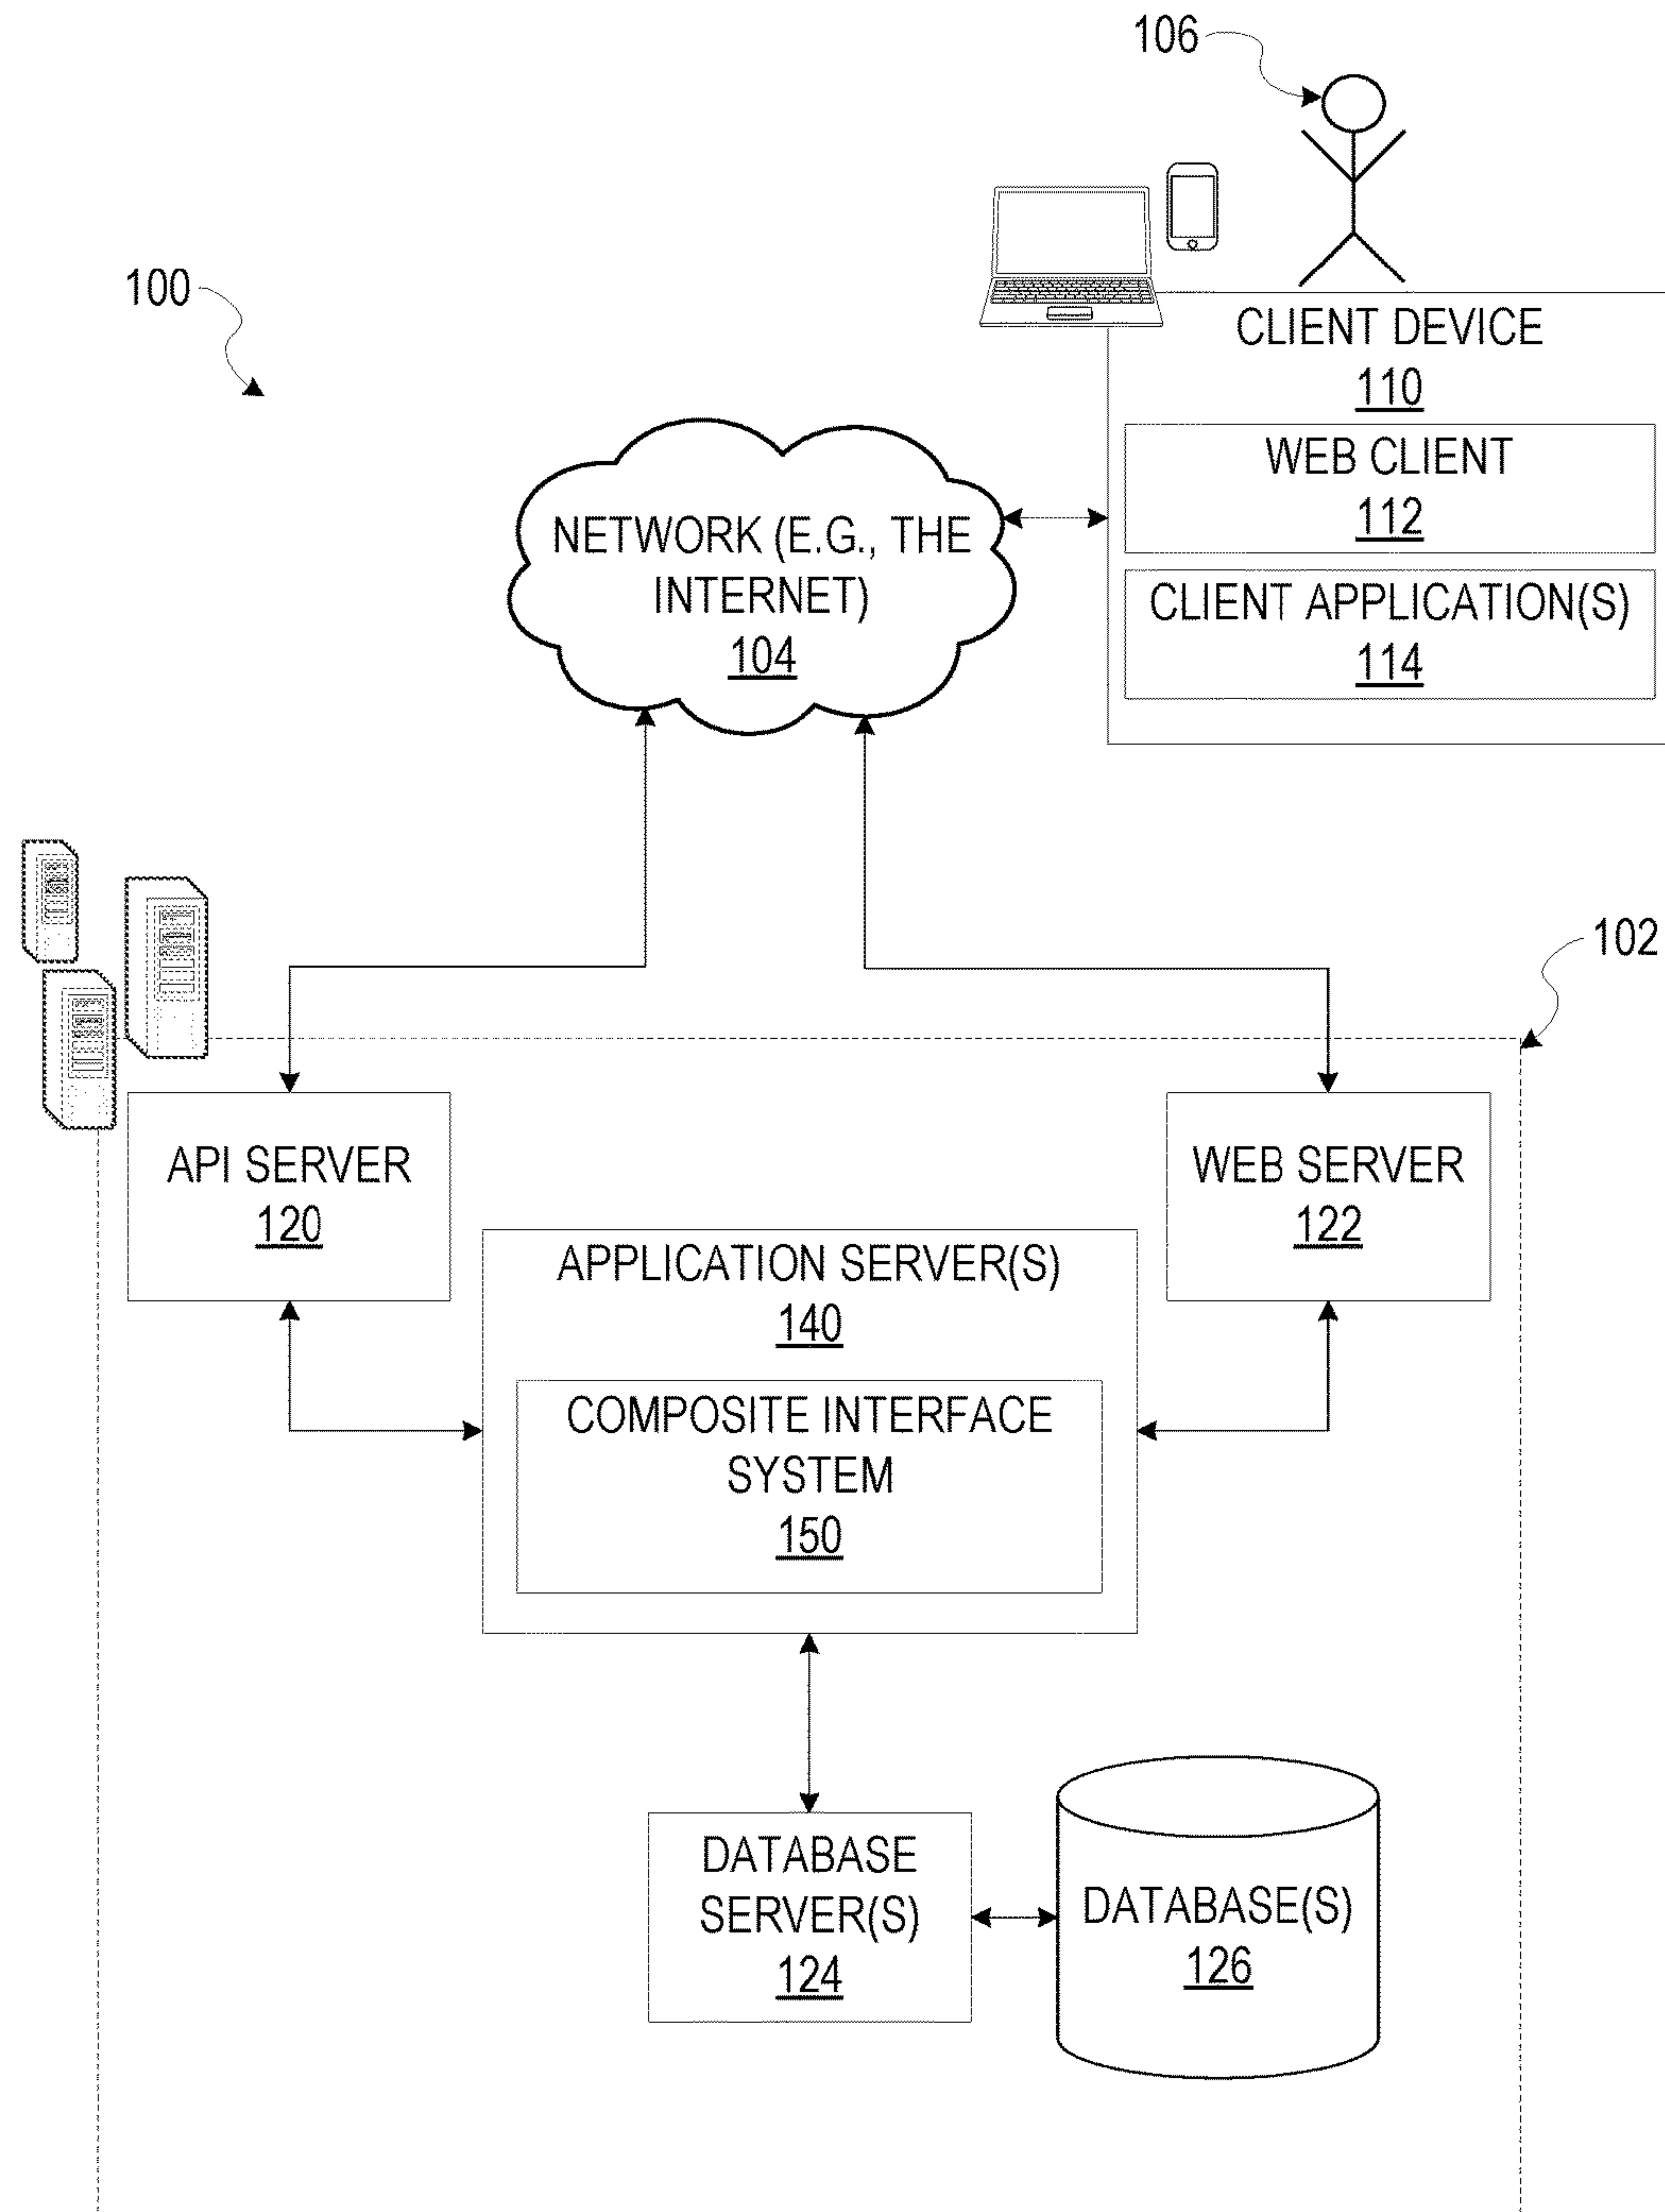 106
100
CLIENT DEVICE
110
WEB CLIENT
112
CLIENT APPLICATION(S)
114
NETWORK (E.G., THE
INTERNET)
104
102
API SERVER
120
WEB SERVER
122
APPLICATION SERVER(S)
140
COMPOSITE INTERFACE
SYSTEM
150
DATABASE
SERVER(S)
124
DATABASE(S)
126